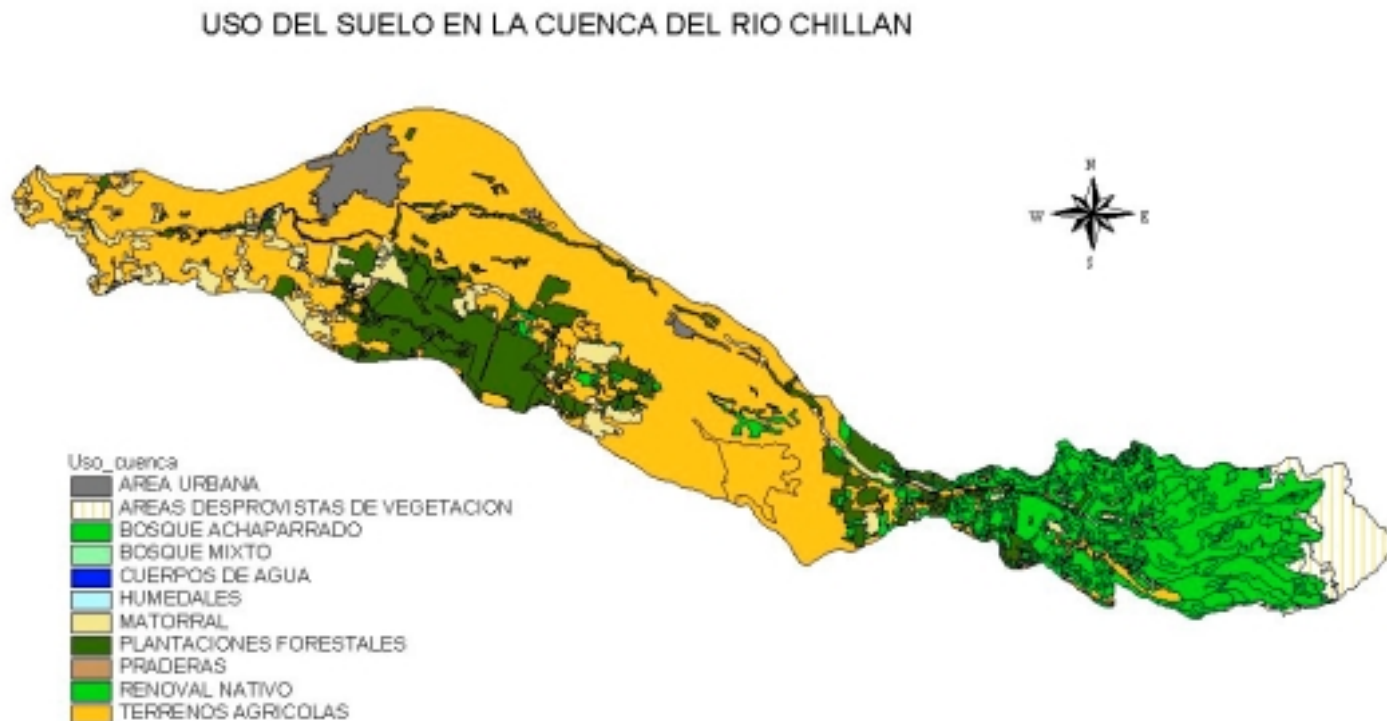 USO DEL SUELO EN LA CUENCA DEL RIO CHILLAN
N
W E
S
Uso_cuenca
AREA URBANA
AREAS DESPROVISTAS DE VEGETACION
BOSQUE ACHAPARRADO
BOSQUE MIXTO
CUERPOS DE AGUA
HUMEDALES
MATORRAL
PLANTACIONES FORESTALES
PRADERAS
RENOVAL NATIVO
TERRENOS AGRICOLAS